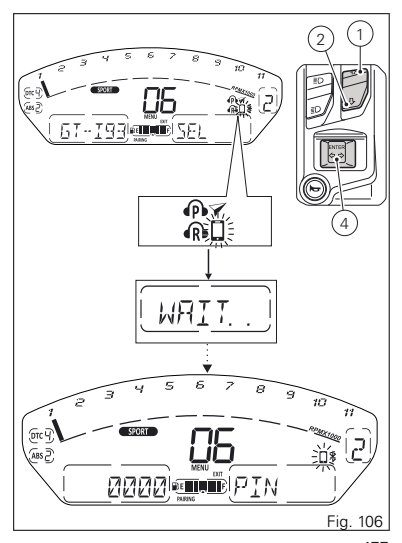 1 2 3 4 5 6 7 8 9 10 11
RPMX1000
SPORT
DTC 4
ABS 2
06
2
MENU
EXIT
P
R
GT-I93
E F
SEL
PAIRING
2
1
ENTER
4
P
R
WAIT..
1 2 3 4 5 6 7 8 9 10 11
RPMX1000
SPORT
DTC 4
ABS 2
06
2
MENU
EXIT
0000
E F
PIN
PAIRING
Fig. 106